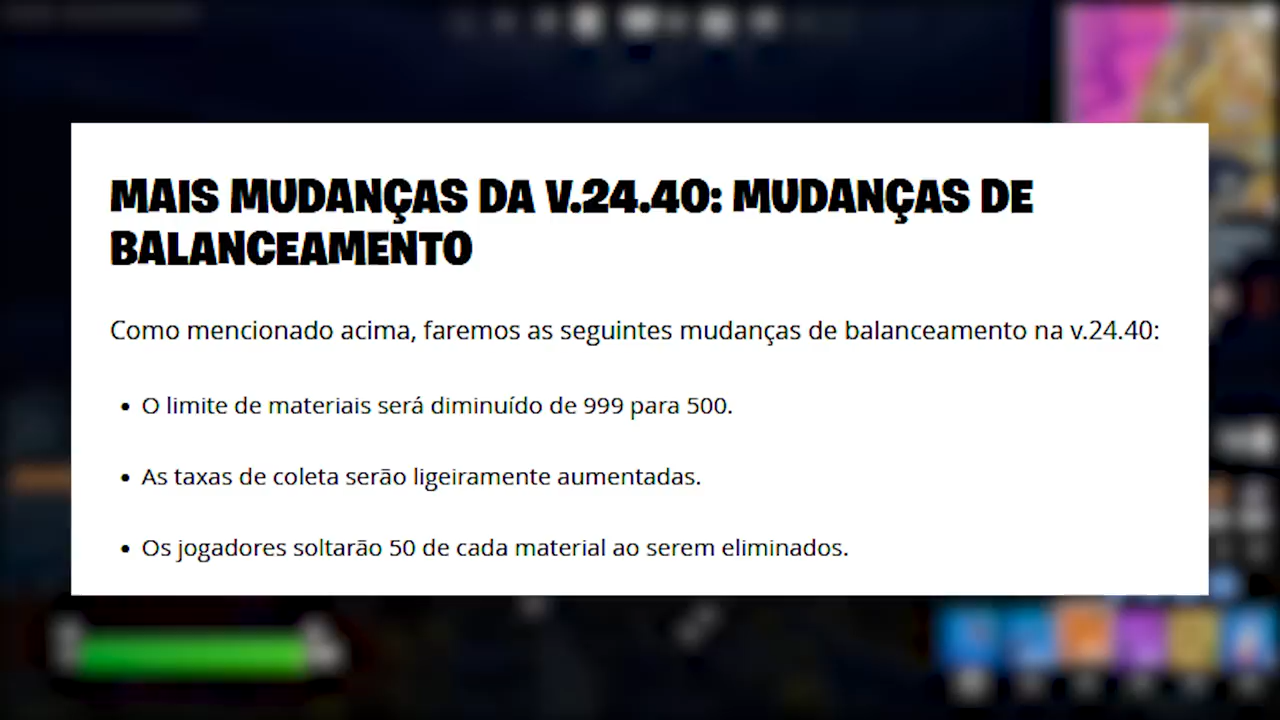 MAIS MUDANÇAS DA V.24.40: MUDANÇAS DE
BALANCEAMENTO
Como mencionado acima, faremos as seguintes mudanças de balanceamento na v.24.40:
• O limite de materiais será diminuído de 999 para 500.
• As taxas de coleta serão ligeiramente aumentadas.
• Os jogadores soltarão 50 de cada material ao serem eliminados.